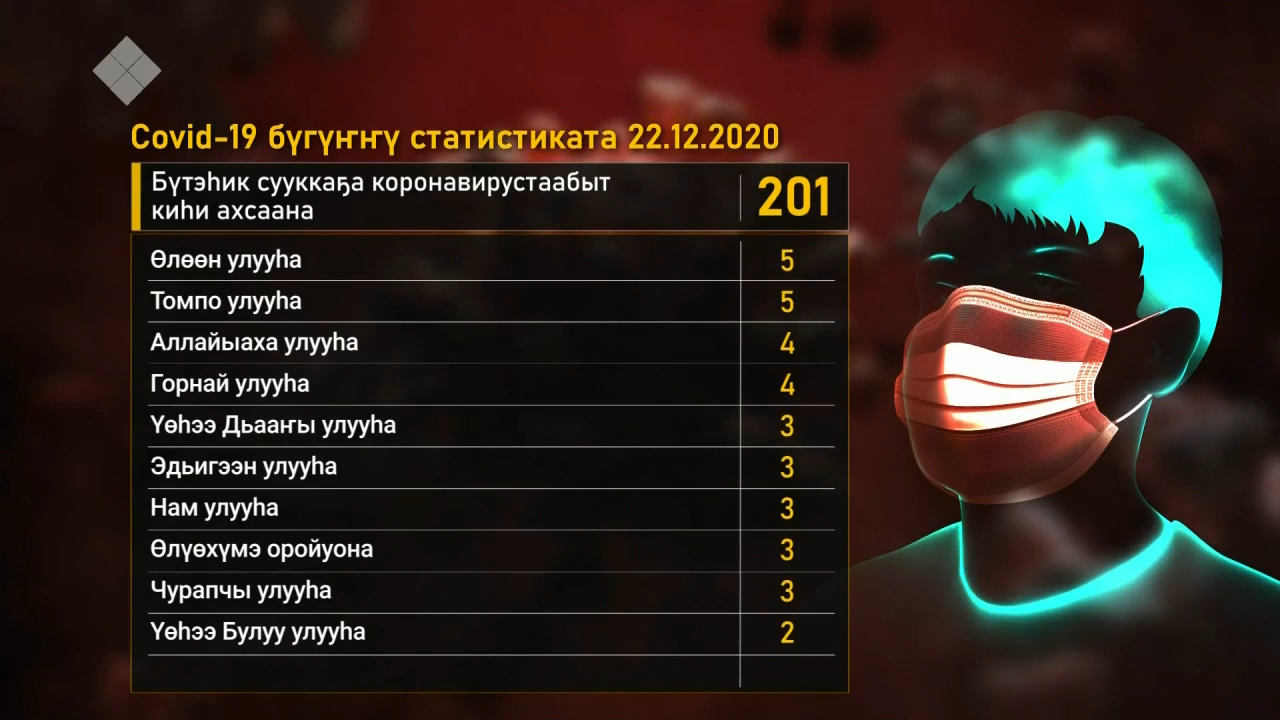 Covid-19 бүгүҥҥү статистиката 22.12.2020
Бүтэһик сууккаҕа коронавирустаабыт
киһи ахсаана
201
Өлөөн улууһа 5
Томпо улууһа 5
Аллайыаха улууһа 4
Горнай улууһа 4
Үөһээ Дьааҥы улууһа 3
Эдьигээн улууһа 3
Нам улууһа 3
Өлүөхүмэ оройуона 3
Чурапчы улууһа 3
Үөһээ Булуу улууһа 2